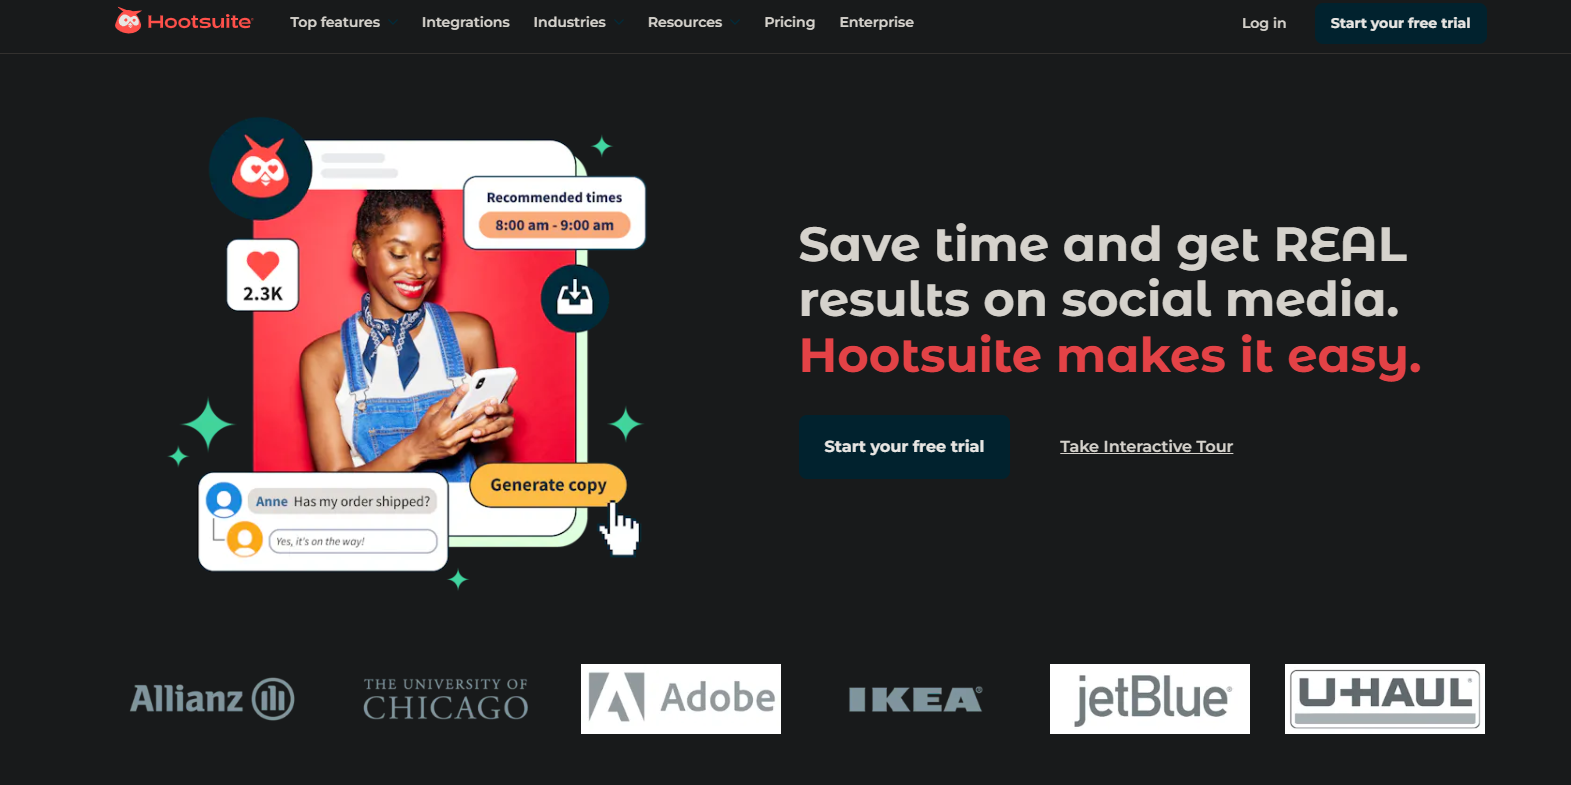 Hootsuite
Top features
Integrations
Industries
Resources
Pricing
Enterprise
Log in
Start your free trial
Recommended times
8:00 am - 9:00 am
2.3K
Generate copy
Anne Has my order shipped?
Yes, it's on the way!
Save time and get REAL
results on social media.
Hootsuite makes it easy.
Start your free trial
Take Interactive Tour
Allianz
THE UNIVERSITY OF
CHICAGO
Adobe
IKEA®
jetBlue®
U-HAUL®